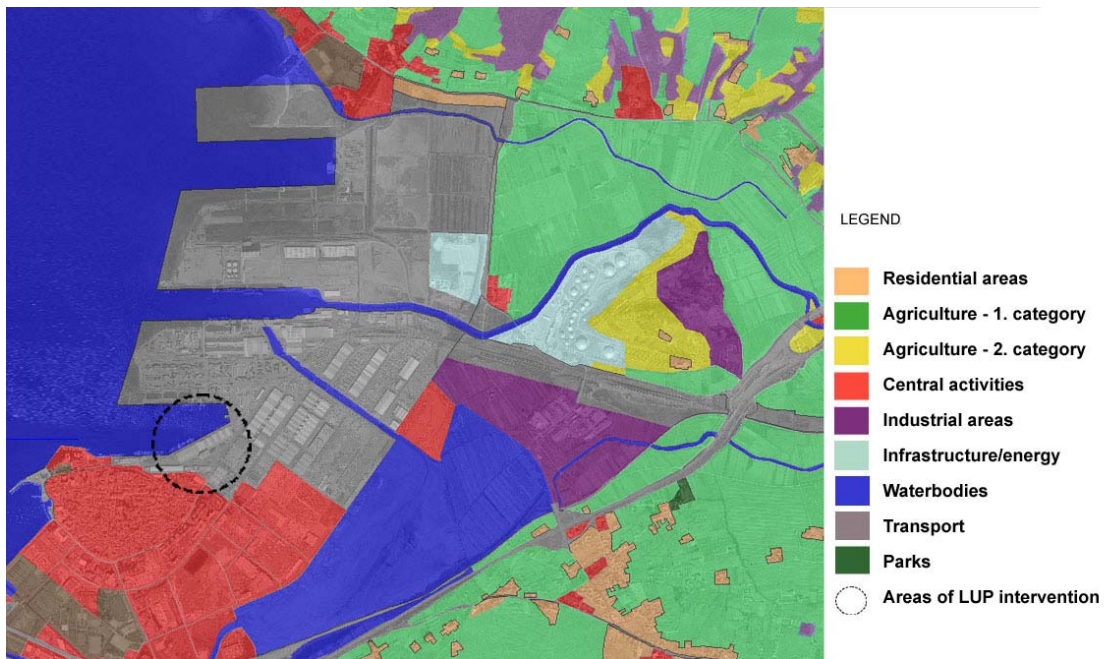 LEGEND
Residential areas
Agriculture - 1. category
Agriculture - 2. category
Central activities
Industrial areas
Infrastructure/energy
Waterbodies
Transport
Parks
Areas of LUP intervention